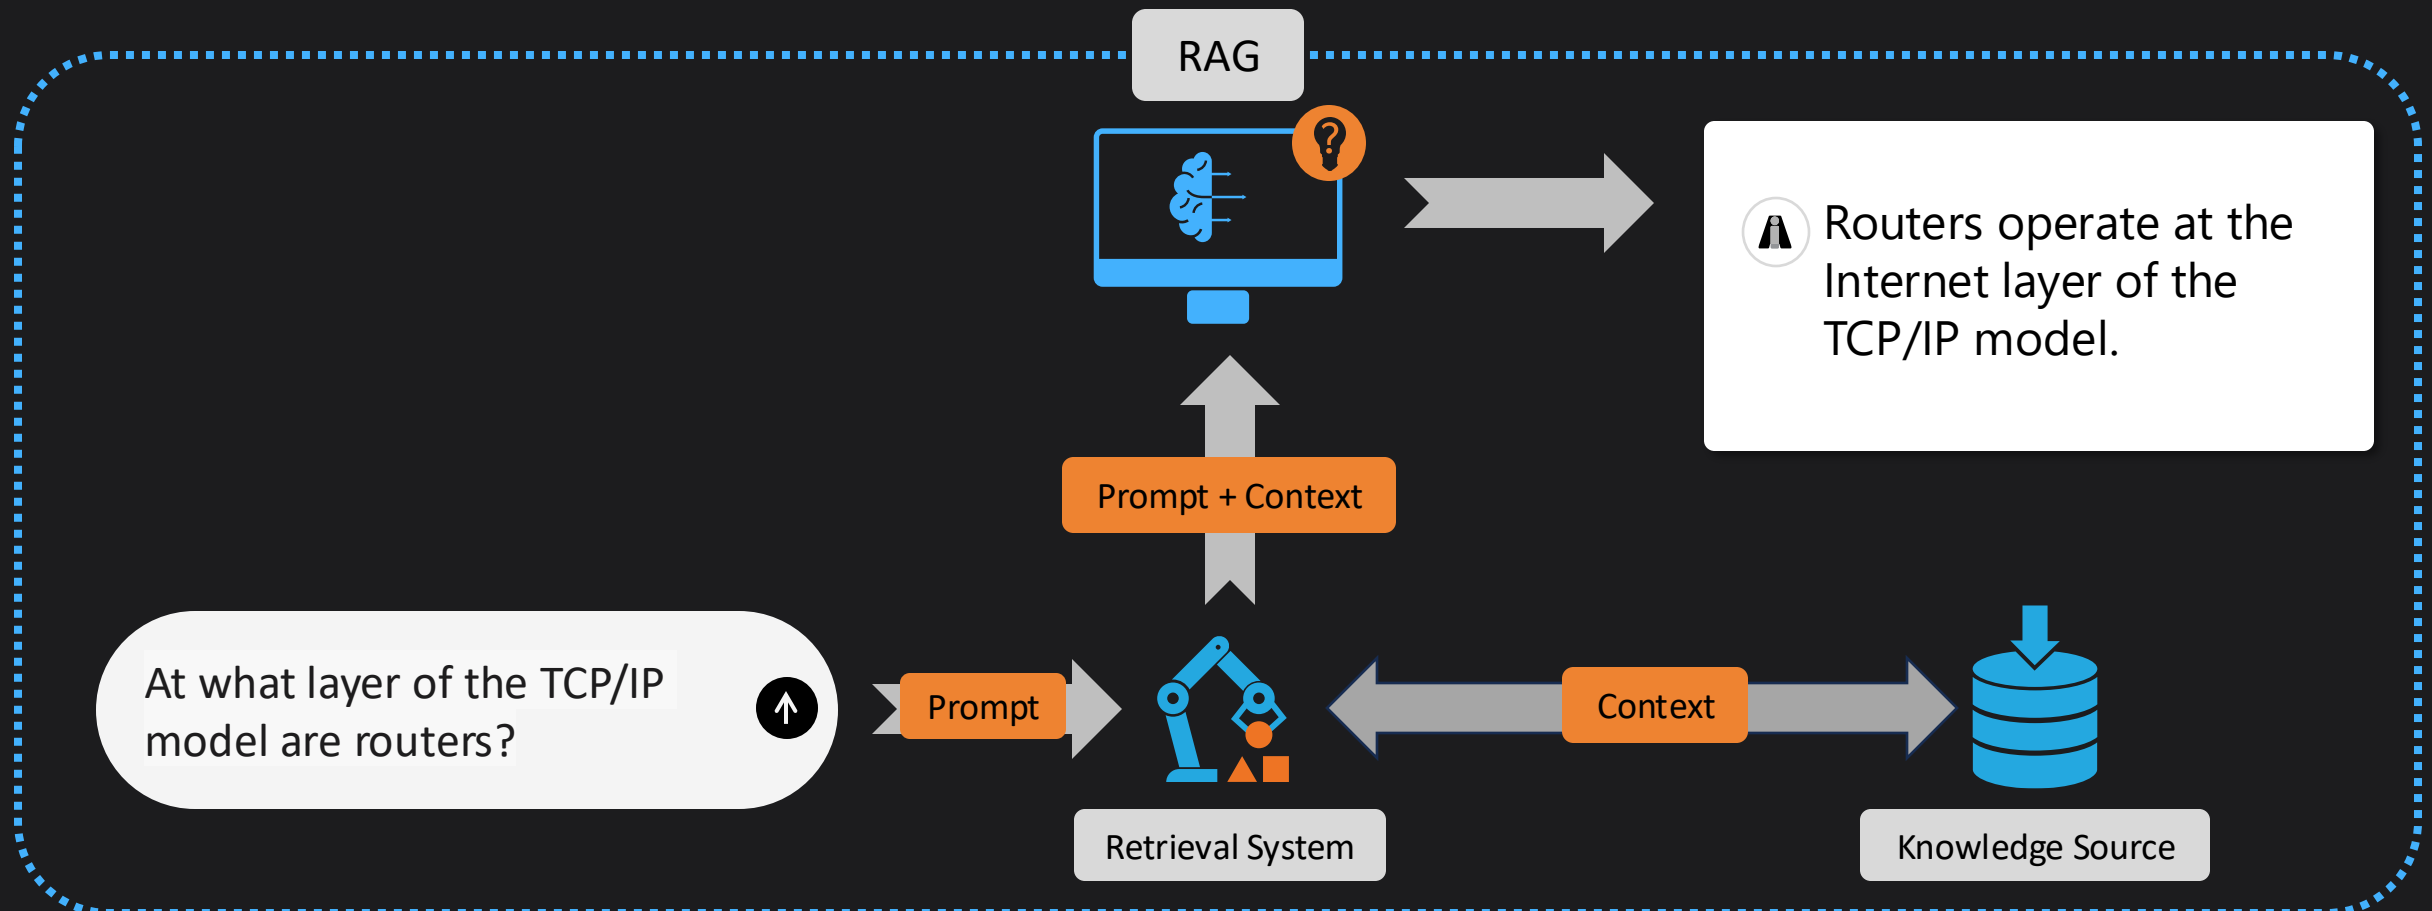 RAG
Routers operate at the
Internet layer of the
TCP/IP model.
Prompt + Context
At what layer of the TCP/IP
model are routers?
Prompt
Context
Retrieval System
Knowledge Source